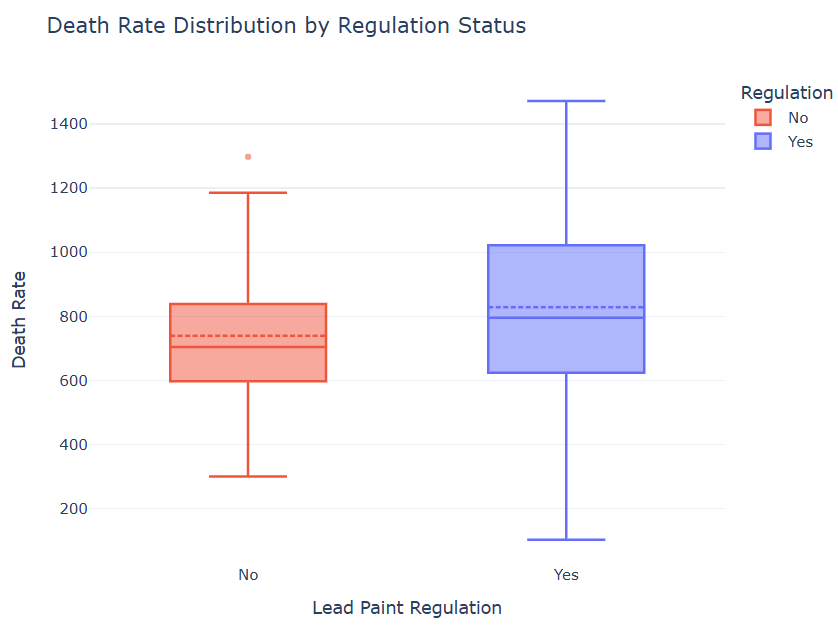 Death Rate Distribution by Regulation Status
Regulation
No
Yes
Death Rate
1400
1200
1000
800
600
400
200
No
Yes
Lead Paint Regulation